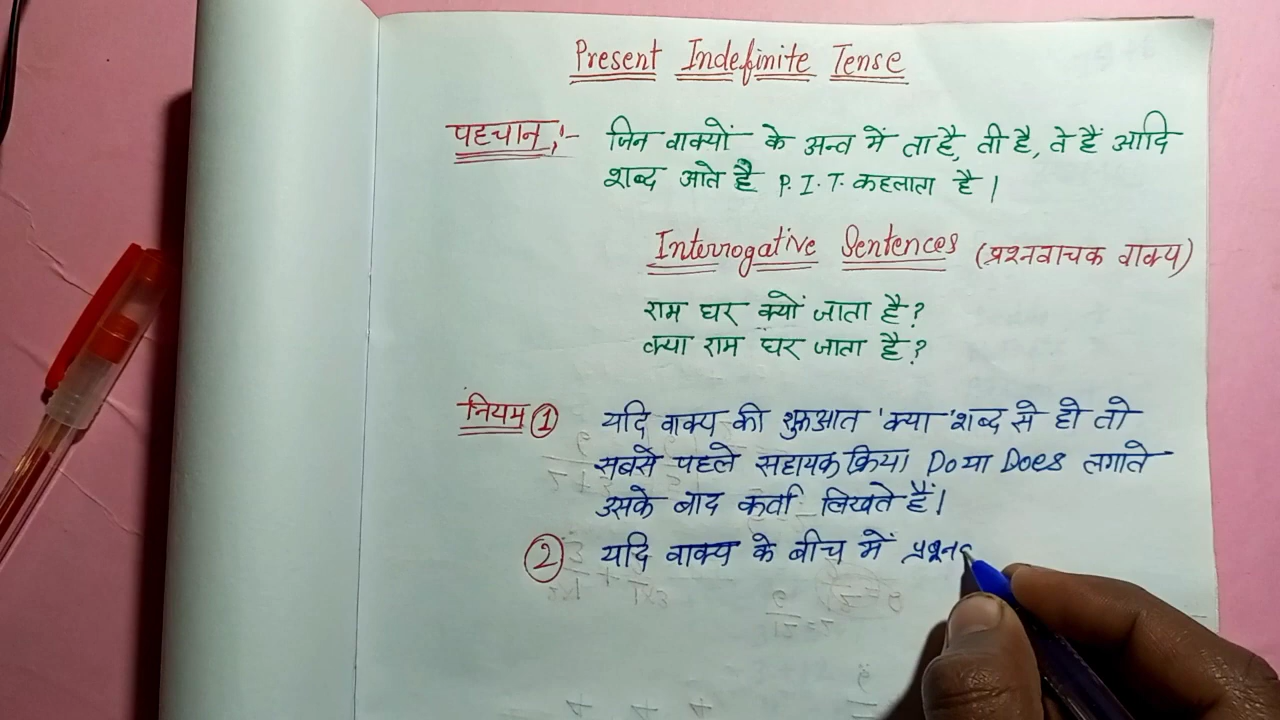 Present Indefinite Tense
पहचान :- जिन वाक्यों के अन्त में ता है, ती है, ते हैं आदि
शब्द आते है P.I.T. कहलाता है।
Interrogative Sentences (प्रश्नवाचक वाक्य)
राम घर क्यों जाता है?
क्या राम घर जाता है?
नियम 1 यदि वाक्य की शुरुआत 'क्या' शब्द से हो तो
सबसे पहले सहायक क्रिया Do या Does लगाते
उसके बाद कर्ता लिखते हैं।
2 यदि वाक्य के बीच में प्रश्न